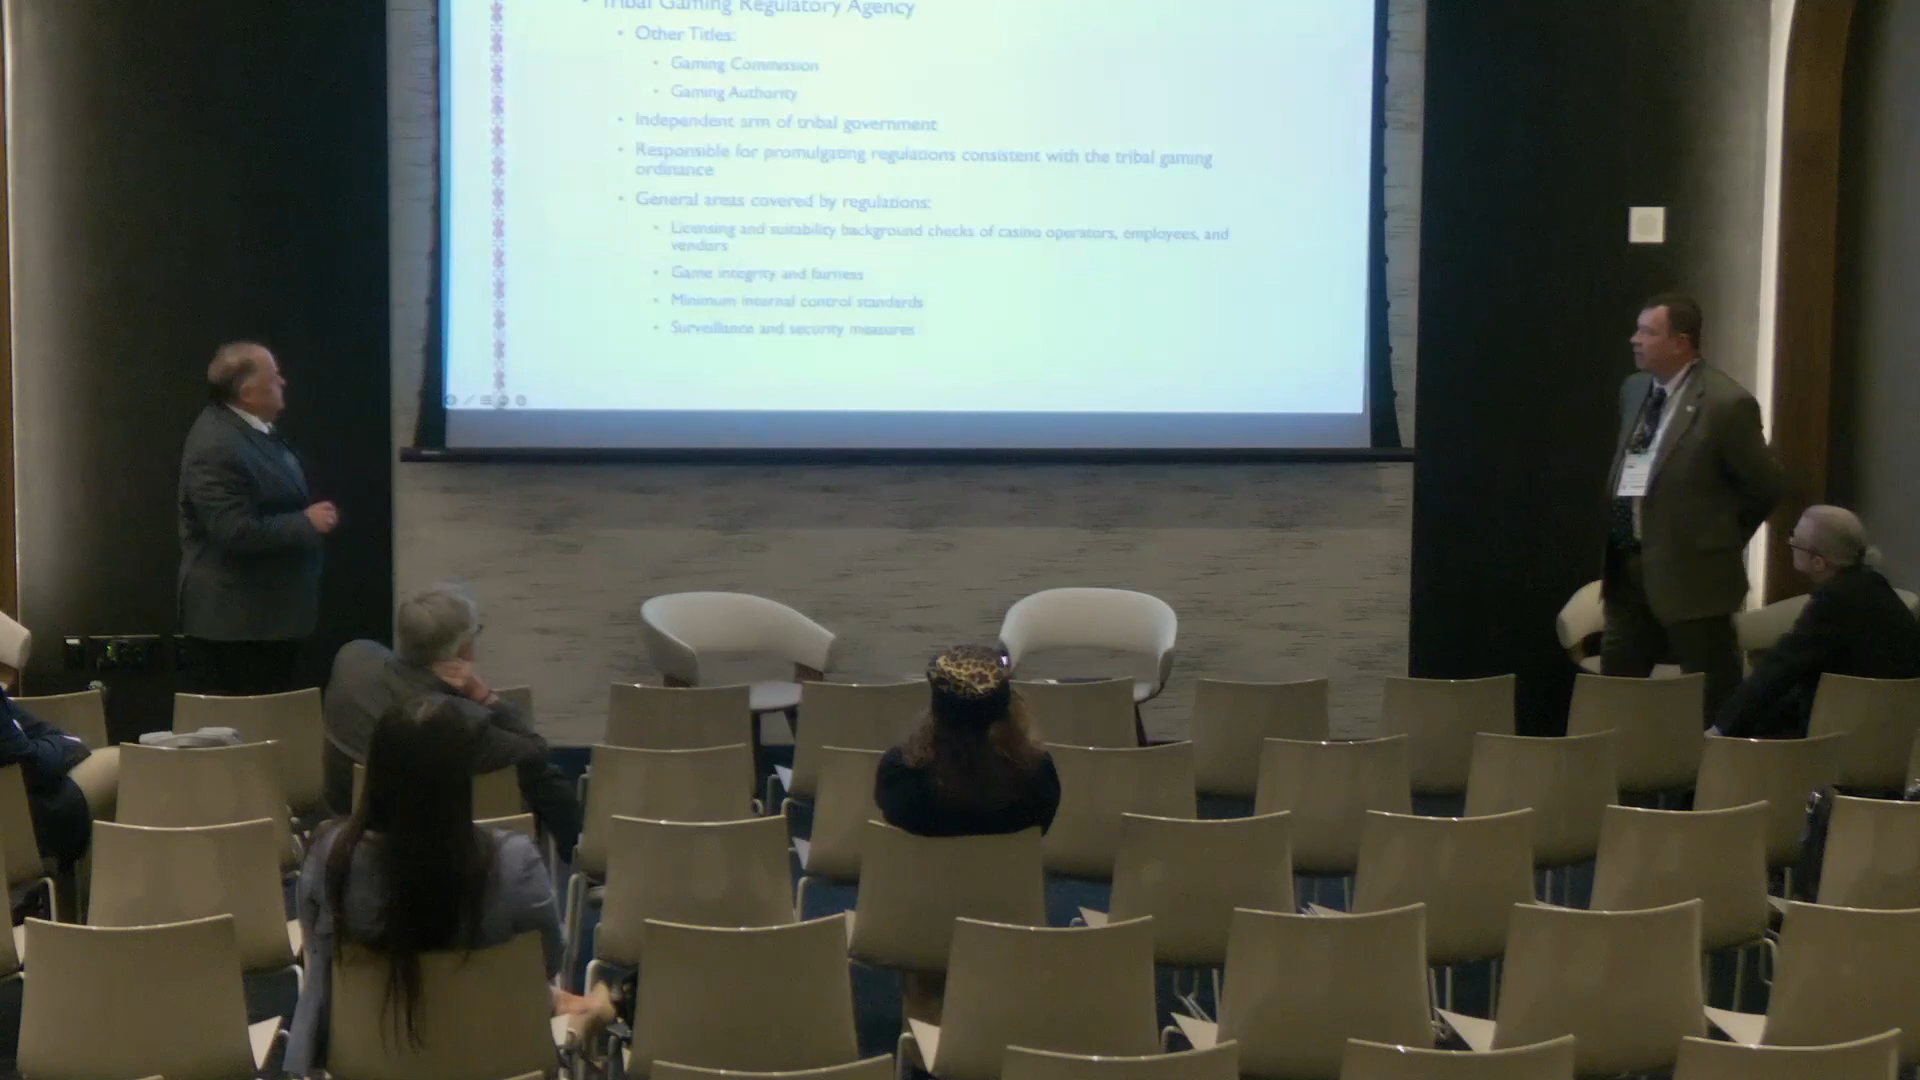 Tribal Gaming Regulatory Agency
• Other Titles:
• Gaming Commission
• Gaming Authority
• Independent arm of tribal government
• Responsible for promulgating regulations consistent with the tribal gaming
ordinance
• General areas covered by regulations:
• Licensing and suitability background checks of casino operators, employees, and
vendors
• Game integrity and fairness
• Minimum internal control standards
• Surveillance and security measures